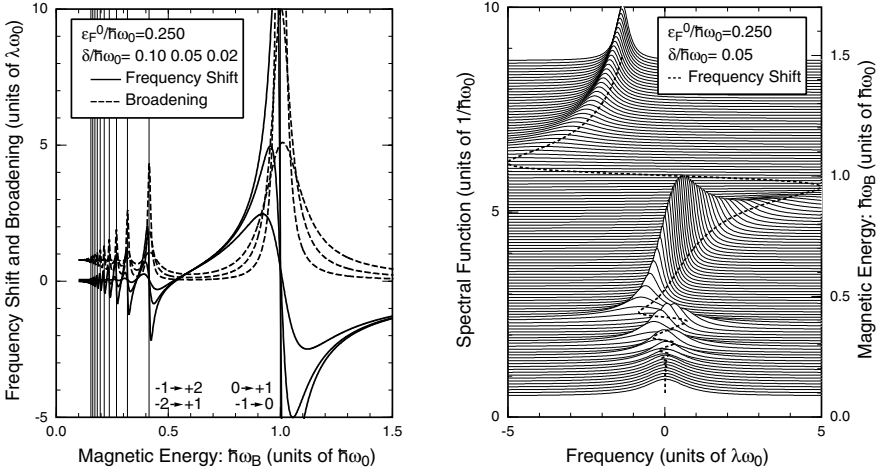 10
5
0
-5
0.0
0.5
1.0
1.5
Frequency Shift and Broadening (units of λω0)
Magnetic Energy: ħωB (units of ħω0)
εF0/ħω0=0.250
δ/ħω0= 0.10 0.05 0.02
Frequency Shift
Broadening
-1➔+2
-2➔+1
0➔+1
-1➔0
10
5
0
-5
0
5
Spectral Function (units of 1/ħω0)
Frequency (units of λω0)
εF0/ħω0=0.250
δ/ħω0= 0.05
Frequency Shift
1.5
1.0
0.5
0.0
Magnetic Energy: ħωB (units of ħω0)